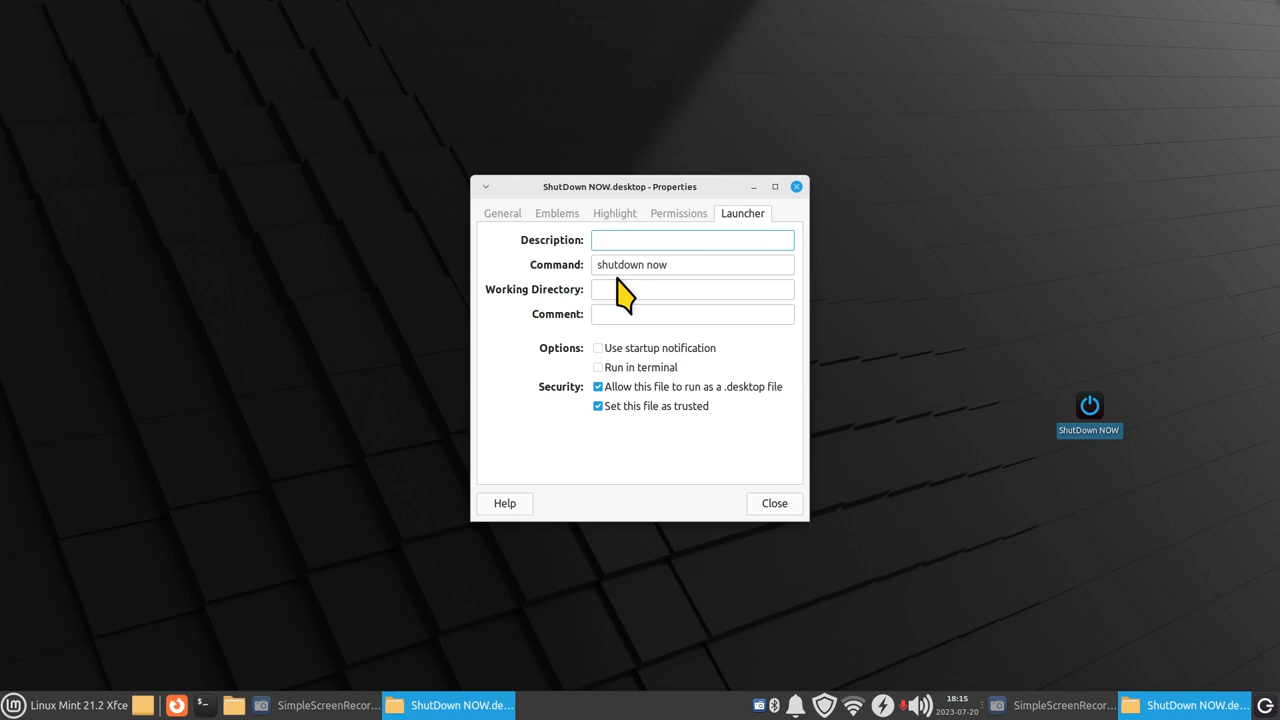 ShutDown NOW.desktop - Properties
General Emblems Highlight Permissions Launcher
Description:
Command: shutdown now
Working Directory:
Comment:
Options: Use startup notification
Run in terminal
Security: Allow this file to run as a .desktop file
Set this file as trusted
Help Close
ShutDown NOW
Linux Mint 21.2 Xfce SimpleScreenRecor... ShutDown NOW.de... 18:15 SimpleScreenRecor... ShutDown NOW.de...
2023-07-20